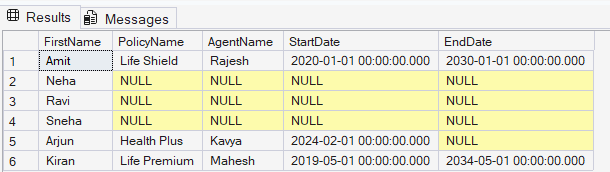 Results Messages
FirstName PolicyName AgentName StartDate EndDate
1 Amit Life Shield Rajesh 2020-01-01 00:00:00.000 2030-01-01 00:00:00.000
2 Neha NULL NULL NULL NULL
3 Ravi NULL NULL NULL NULL
4 Sneha NULL NULL NULL NULL
5 Arjun Health Plus Kavya 2024-02-01 00:00:00.000 NULL
6 Kiran Life Premium Mahesh 2019-05-01 00:00:00.000 2034-05-01 00:00:00.000